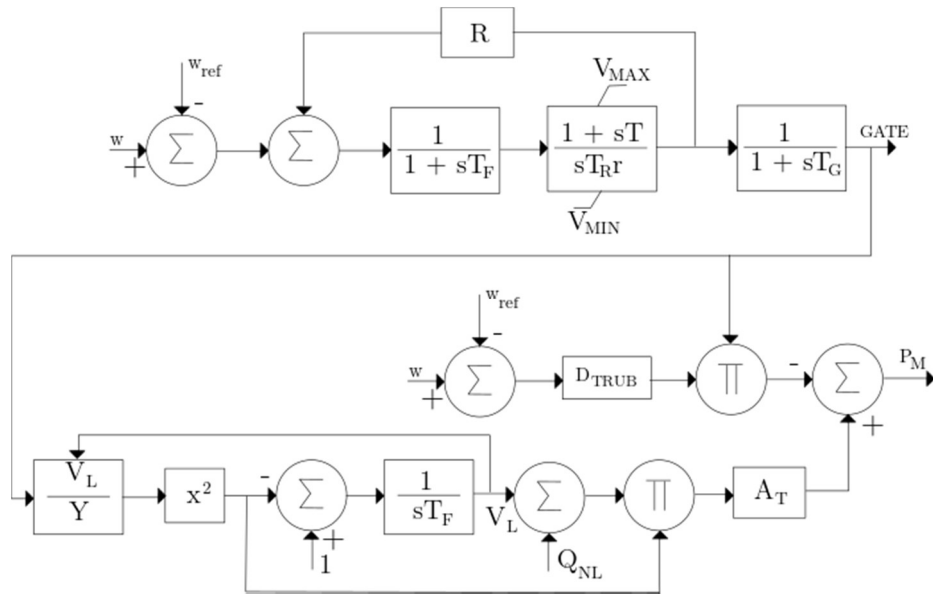 R
w_ref
-
w
+
Σ
Σ
1
1 + sT_F
V_MAX
1 + sT
sT_R r
V_MIN
1
1 + sT_G
GATE
w_ref
-
w
+
Σ
D_TRUB
Π
-
Σ
P_M
+
V_L
Y
x²
-
Σ
+
1
1
sT_F
V_L
Σ
Q_NL
Π
A_T